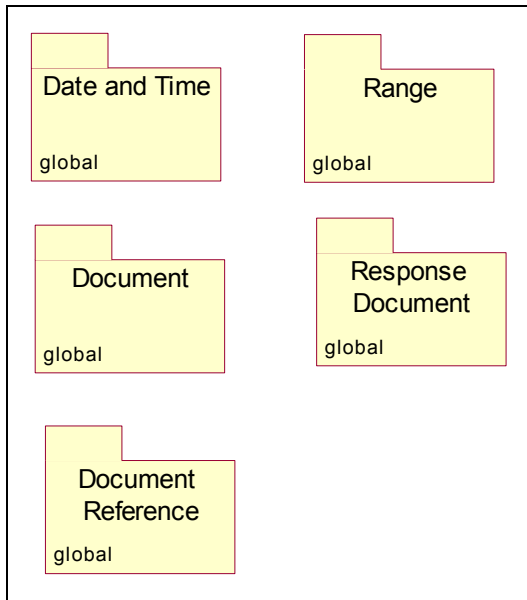 Date and Time
global
Range
global
Document
global
Response
Document
global
Document
Reference
global